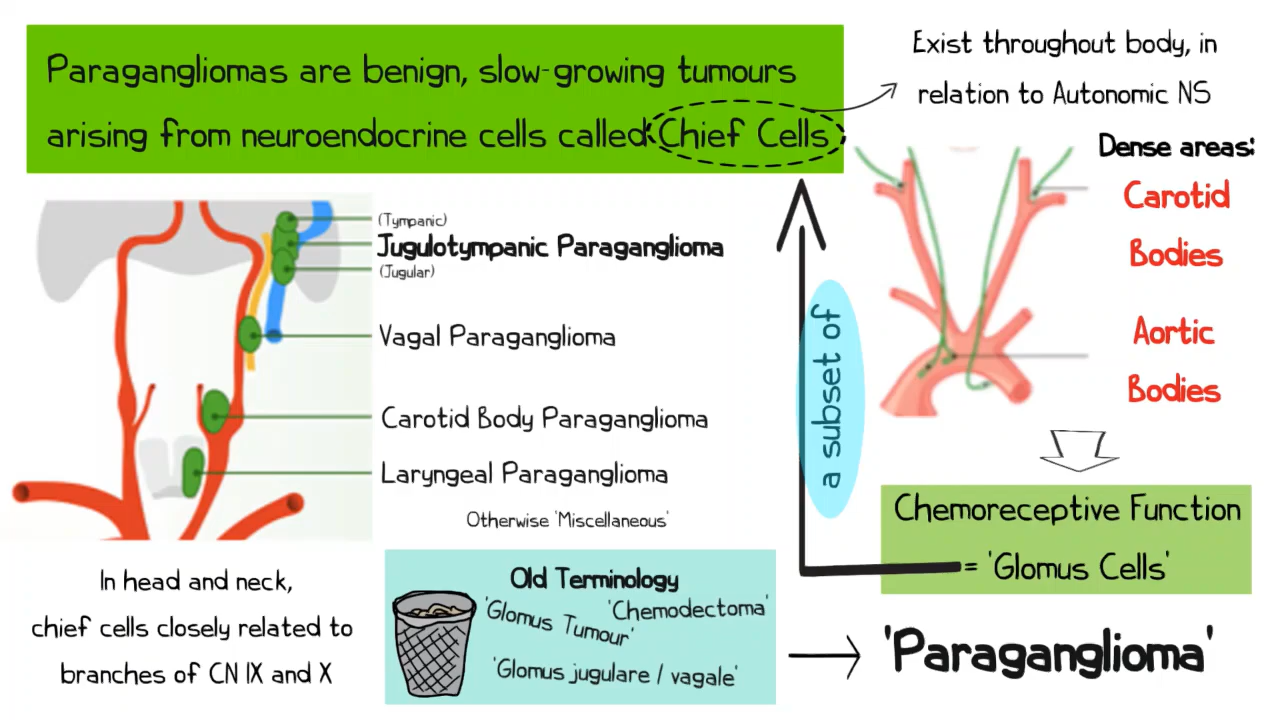 Paragangliomas are benign, slow-growing tumours
arising from neuroendocrine cells called Chief Cells
Exist throughout body, in
relation to Autonomic NS
Dense areas:
Carotid
Bodies
Aortic
Bodies
(Tympanic)
Jugulotympanic Paraganglioma
(Jugular)
Vagal Paraganglioma
Carotid Body Paraganglioma
Laryngeal Paraganglioma
Otherwise 'Miscellaneous'
a subset of
Chemoreceptive Function
= 'Glomus Cells'
In head and neck,
chief cells closely related to
branches of CN IX and X
Old Terminology
'Glomus Tumour'
'Chemodectoma'
'Glomus jugulare / vagale'
'Paraganglioma'